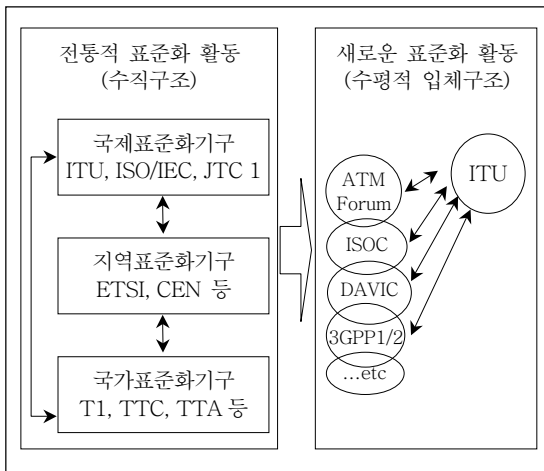 전통적 표준화 활동
(수직구조)
국제표준화기구
ITU, ISO/IEC, JTC 1
지역표준화기구
ETSI, CEN 등
국가표준화기구
T1, TTC, TTA 등
새로운 표준화 활동
(수평적 입체구조)
ATM
Forum
ITU
ISOC
DAVIC
3GPP1/2
...etc